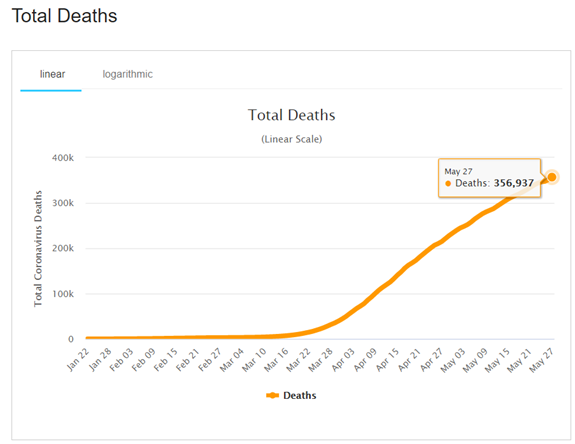 Total Deaths
linear logarithmic
Total Deaths
(Linear Scale)
Total Coronavirus Deaths
400k
300k
200k
100k
0
May 27
Deaths: 356,937
Jan 22 Jan 28 Feb 03 Feb 09 Feb 15 Feb 21 Feb 27 Mar 04 Mar 10 Mar 16 Mar 22 Mar 28 Apr 03 Apr 09 Apr 15 Apr 21 Apr 27 May 03 May 09 May 15 May 21 May 27
Deaths